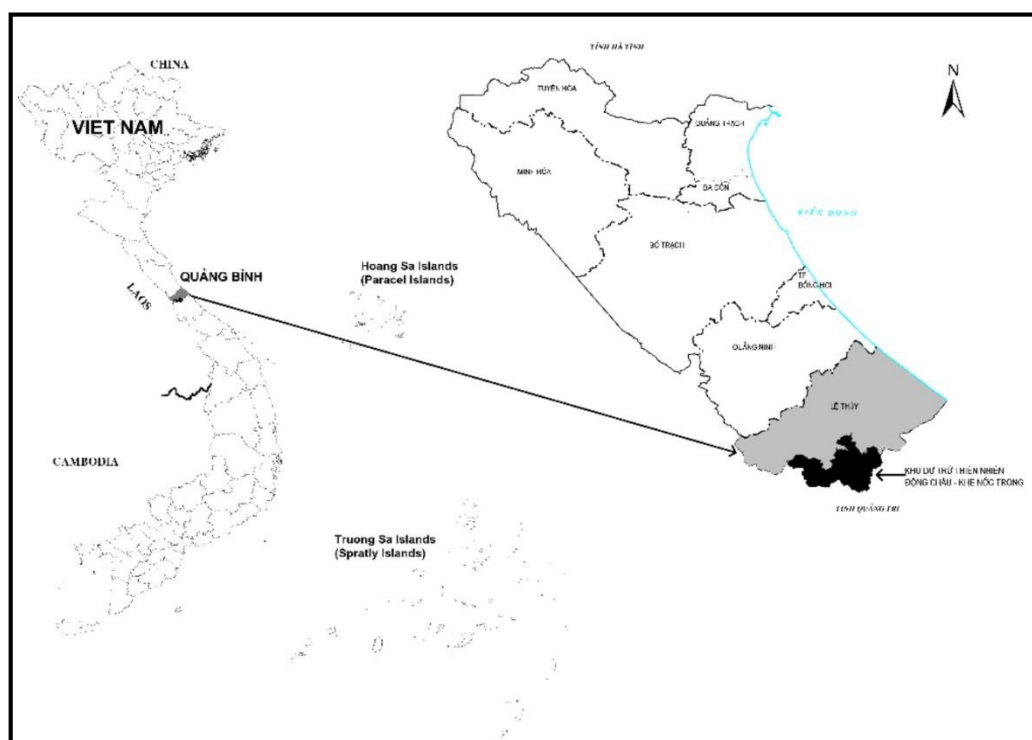 CHINA
VIET NAM
QUẢNG BÌNH
LAOS
Hoang Sa Islands
(Paracel Islands)
CAMBODIA
Truong Sa Islands
(Spratly Islands)
TỈNH HÀ TĨNH
N
TUYÊN HÓA
QUẢNG TRẠCH
MINH HÓA
BA ĐỒN
BIỂN ĐÔNG
BỐ TRẠCH
TP
ĐỒNG HỚI
QUẢNG NINH
LỆ THỦY
KHU DỰ TRỮ THIÊN NHIÊN
ĐỘNG CHÂU - KHE NƯỚC TRONG
TỈNH QUẢNG TRỊ